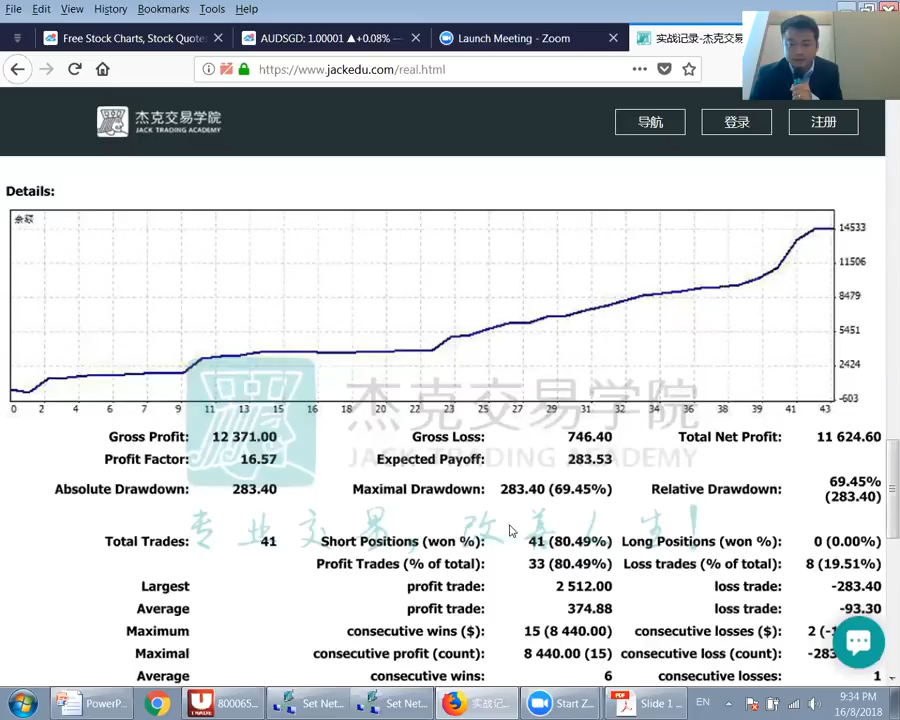 File Edit View History Bookmarks Tools Help
Free Stock Charts, Stock Quote
AUDSGD: 1.00001 ▲+0.08% —
Launch Meeting - Zoom
实战记录-杰克交易
https://www.jackedu.com/real.html
杰克交易学院
JACK TRADING ACADEMY
导航 登录 注册
Details:
余额
14533
11506
8479
5451
2424
-603
0 2 4 6 7 9 11 13 15 16 18 20 22 23 25 27 29 31 32 34 36 38 39 41 43
杰克交易学院
JACK TRADING ACADEMY
专业交易,改善人生!
Gross Profit: 12 371.00 Gross Loss: 746.40 Total Net Profit: 11 624.60
Profit Factor: 16.57 Expected Payoff: 283.53
Absolute Drawdown: 283.40 Maximal Drawdown: 283.40 (69.45%) Relative Drawdown: 69.45% (283.40)
Total Trades: 41 Short Positions (won %): 41 (80.49%) Long Positions (won %): 0 (0.00%)
Profit Trades (% of total): 33 (80.49%) Loss trades (% of total): 8 (19.51%)
Largest profit trade: 2 512.00 loss trade: -283.40
Average profit trade: 374.88 loss trade: -93.30
Maximum consecutive wins ($): 15 (8 440.00) consecutive losses ($): 2 (-
Maximal consecutive profit (count): 8 440.00 (15) consecutive loss (count): -283
Average consecutive wins: 6 consecutive losses: 1
PowerP...
U
TRADE
800065...
Set Net...
Set Net...
实战记...
Start Z...
PDF
Slide 1 ...
EN
9:34 PM
16/8/2018